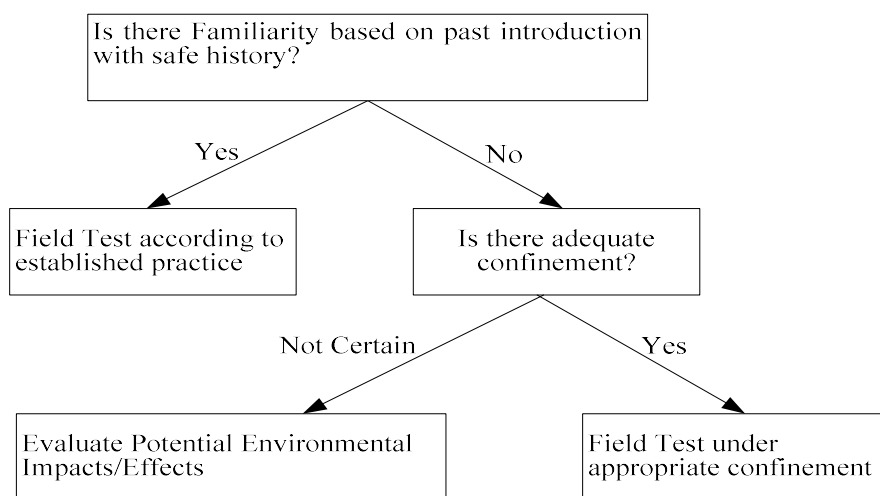 Is there Familiarity based on past introduction
with safe history?
Yes
No
Field Test according to
established practice
Is there adequate
confinement?
Not Certain
Yes
Evaluate Potential Environmental
Impacts/Effects
Field Test under
appropriate confinement